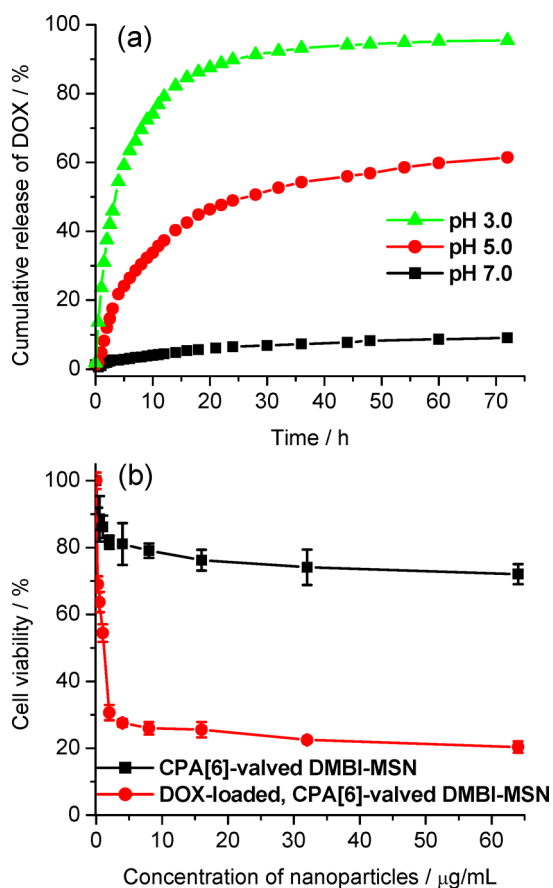 (a)
100
80
60
40
20
0
Cumulative release of DOX / %
pH 3.0
pH 5.0
pH 7.0
0 10 20 30 40 50 60 70
Time / h
(b)
100
80
60
40
20
0
Cell viability / %
CPA[6]-valved DMBI-MSN
DOX-loaded, CPA[6]-valved DMBI-MSN
0 10 20 30 40 50 60
Concentration of nanoparticles / μg/mL